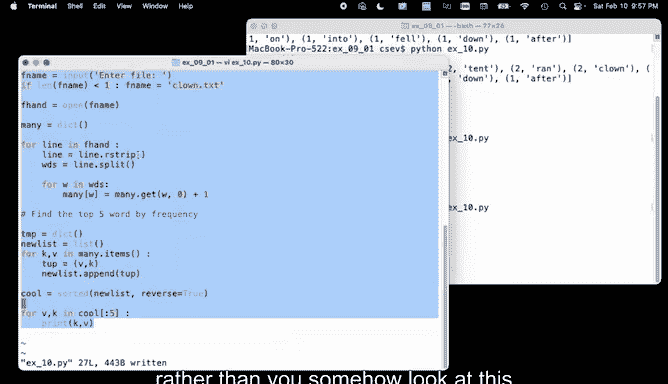 Terminal Shell Edit View Window Help
Sat Feb 10 9:57 PM
ex_09_01 — -bash — 77×26
1, 'on'), (1, 'into'), (1, 'fell'), (1, 'down'), (1, 'after')]
MacBook-Pro-522:ex_09_01 csev$ python ex_10.py
2, 'tent'), (2, 'ran'), (2, 'clown'), (
'down'), (1, 'after')]
ex_10.py
ex_10.py
ex_10.py
ex_09_01 — vi ex_10.py — 80×30
fname = input('Enter file: ')
if len(fname) < 1 : fname = 'clown.txt'
fhand = open(fname)
many = dict()
for line in fhand :
line = line.rstrip()
wds = line.split()
for w in wds:
many[w] = many.get(w, 0) + 1
# Find the top 5 word by frequency
tmp = dict()
newlist = list()
for k,v in many.items() :
tup = (v,k)
newlist.append(tup)
cool = sorted(newlist, reverse=True)
for v,k in cool[:5] :
print(k,v)
~
~
"ex_10.py" 27L, 443B written
rather than you somehow look at this